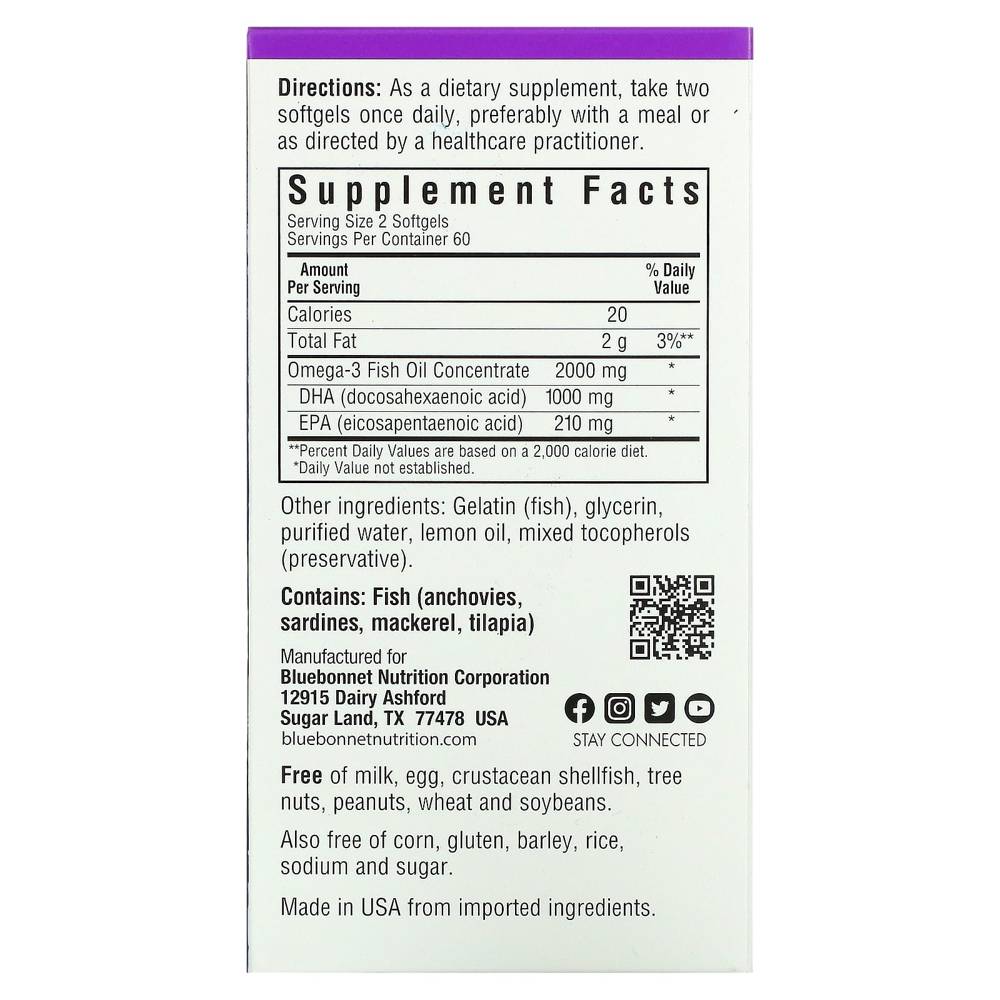 Directions: As a dietary supplement, take two
softgels once daily, preferably with a meal or
as directed by a healthcare practitioner.
Supplement Facts
Serving Size 2 Softgels
Servings Per Container 60
Amount
Per Serving
% Daily
Value
Calories 20
Total Fat 2 g 3%**
Omega-3 Fish Oil Concentrate 2000 mg *
DHA (docosahexaenoic acid) 1000 mg *
EPA (eicosapentaenoic acid) 210 mg *
**Percent Daily Values are based on a 2,000 calorie diet.
*Daily Value not established.
Other ingredients: Gelatin (fish), glycerin,
purified water, lemon oil, mixed tocopherols
(preservative).
Contains: Fish (anchovies,
sardines, mackerel, tilapia)
Manufactured for
Bluebonnet Nutrition Corporation
12915 Dairy Ashford
Sugar Land, TX 77478 USA
bluebonnetnutrition.com
STAY CONNECTED
Free of milk, egg, crustacean shellfish, tree
nuts, peanuts, wheat and soybeans.
Also free of corn, gluten, barley, rice,
sodium and sugar.
Made in USA from imported ingredients.